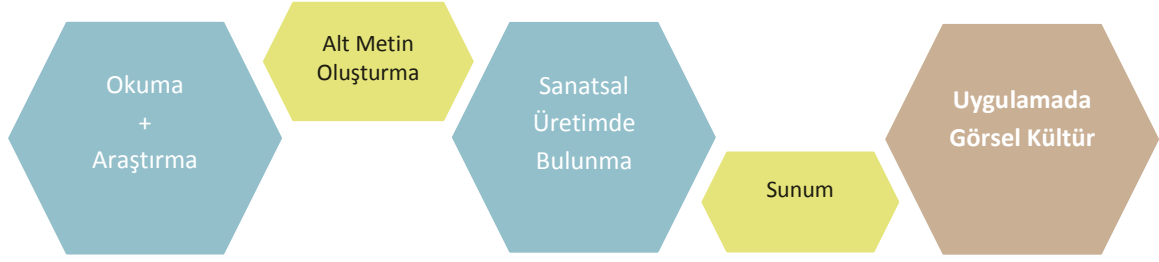 Okuma
+
Araştırma
Alt Metin
Oluşturma
Sanatsal
Üretimde
Bulunma
Sunum
Uygulamada
Görsel Kültür